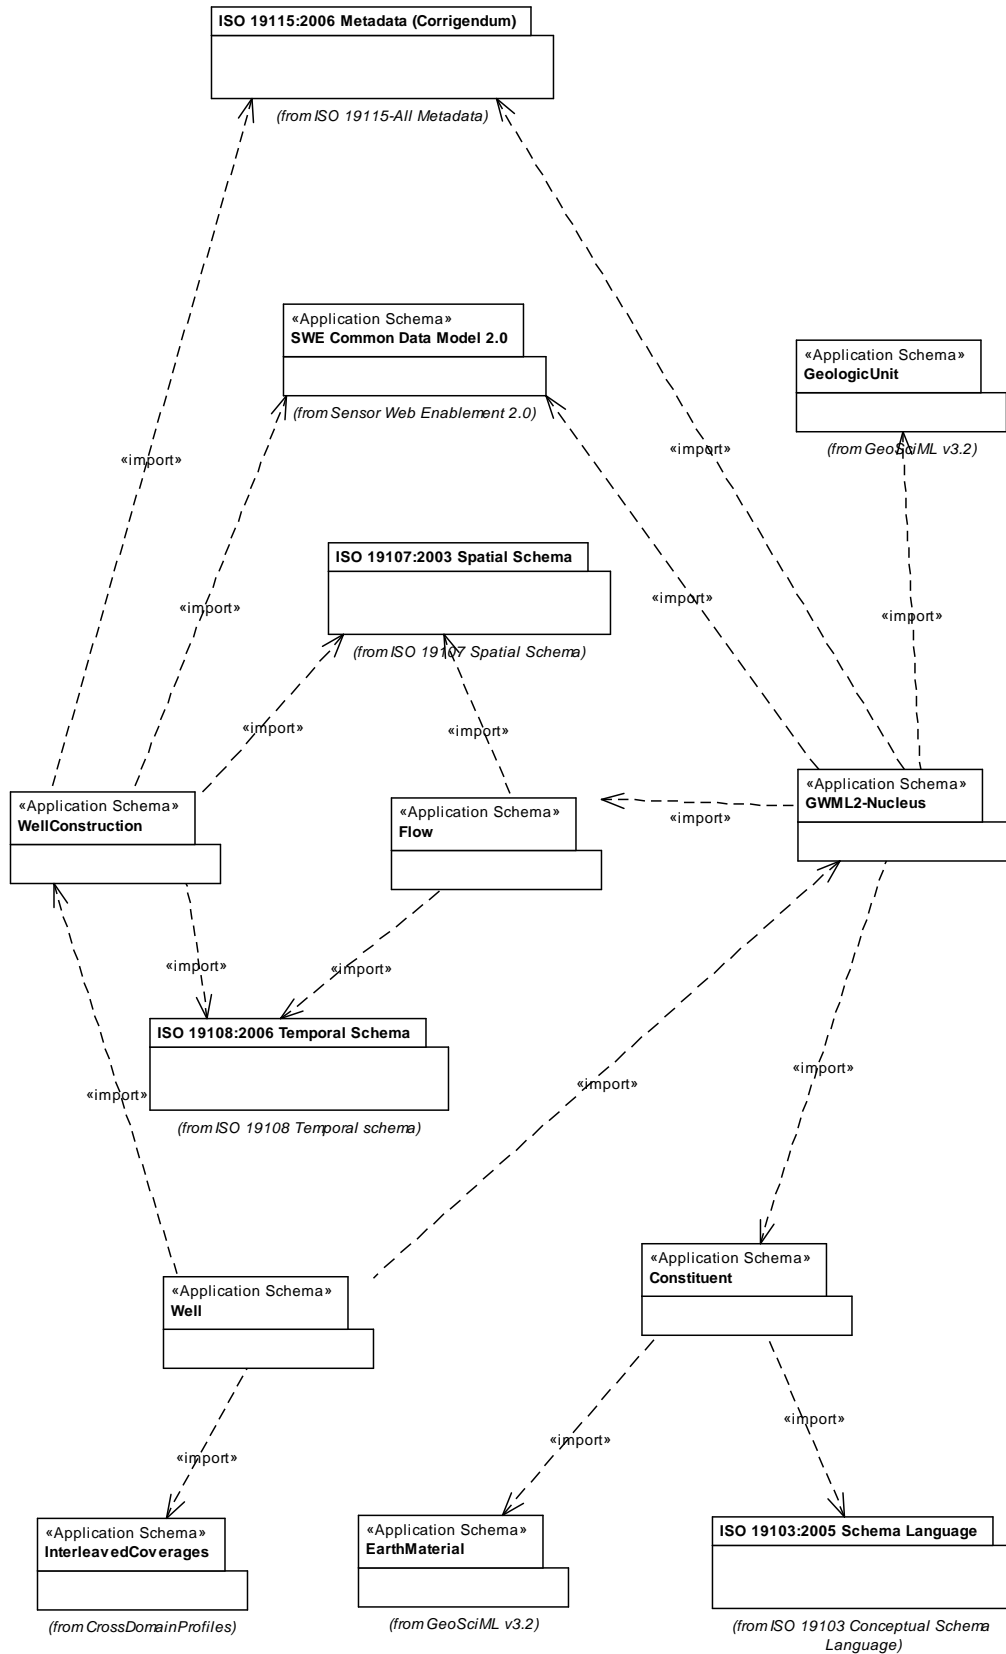 ISO 19115:2006 Metadata (Corrigendum)
(from ISO 19115-All Metadata)
«Application Schema»
SWE Common Data Model 2.0
(from Sensor Web Enablement 2.0)
«Application Schema»
GeologicUnit
(from GeoSciML v3.2)
«import»
«import»
ISO 19107:2003 Spatial Schema
(from ISO 19107 Spatial Schema)
«import»
«import»
«import»
«import»
«import»
«Application Schema»
WellConstruction
«Application Schema»
Flow
«Application Schema»
GWML2-Nucleus
«import»
«import»
«import»
ISO 19108:2006 Temporal Schema
(from ISO 19108 Temporal schema)
«import»
«import»
«import»
«Application Schema»
Well
«Application Schema»
Constituent
«import»
«import»
«import»
«Application Schema»
InterleavedCoverages
(from CrossDomainProfiles)
«Application Schema»
EarthMaterial
(from GeoSciML v3.2)
ISO 19103:2005 Schema Language
(from ISO 19103 Conceptual Schema
Language)